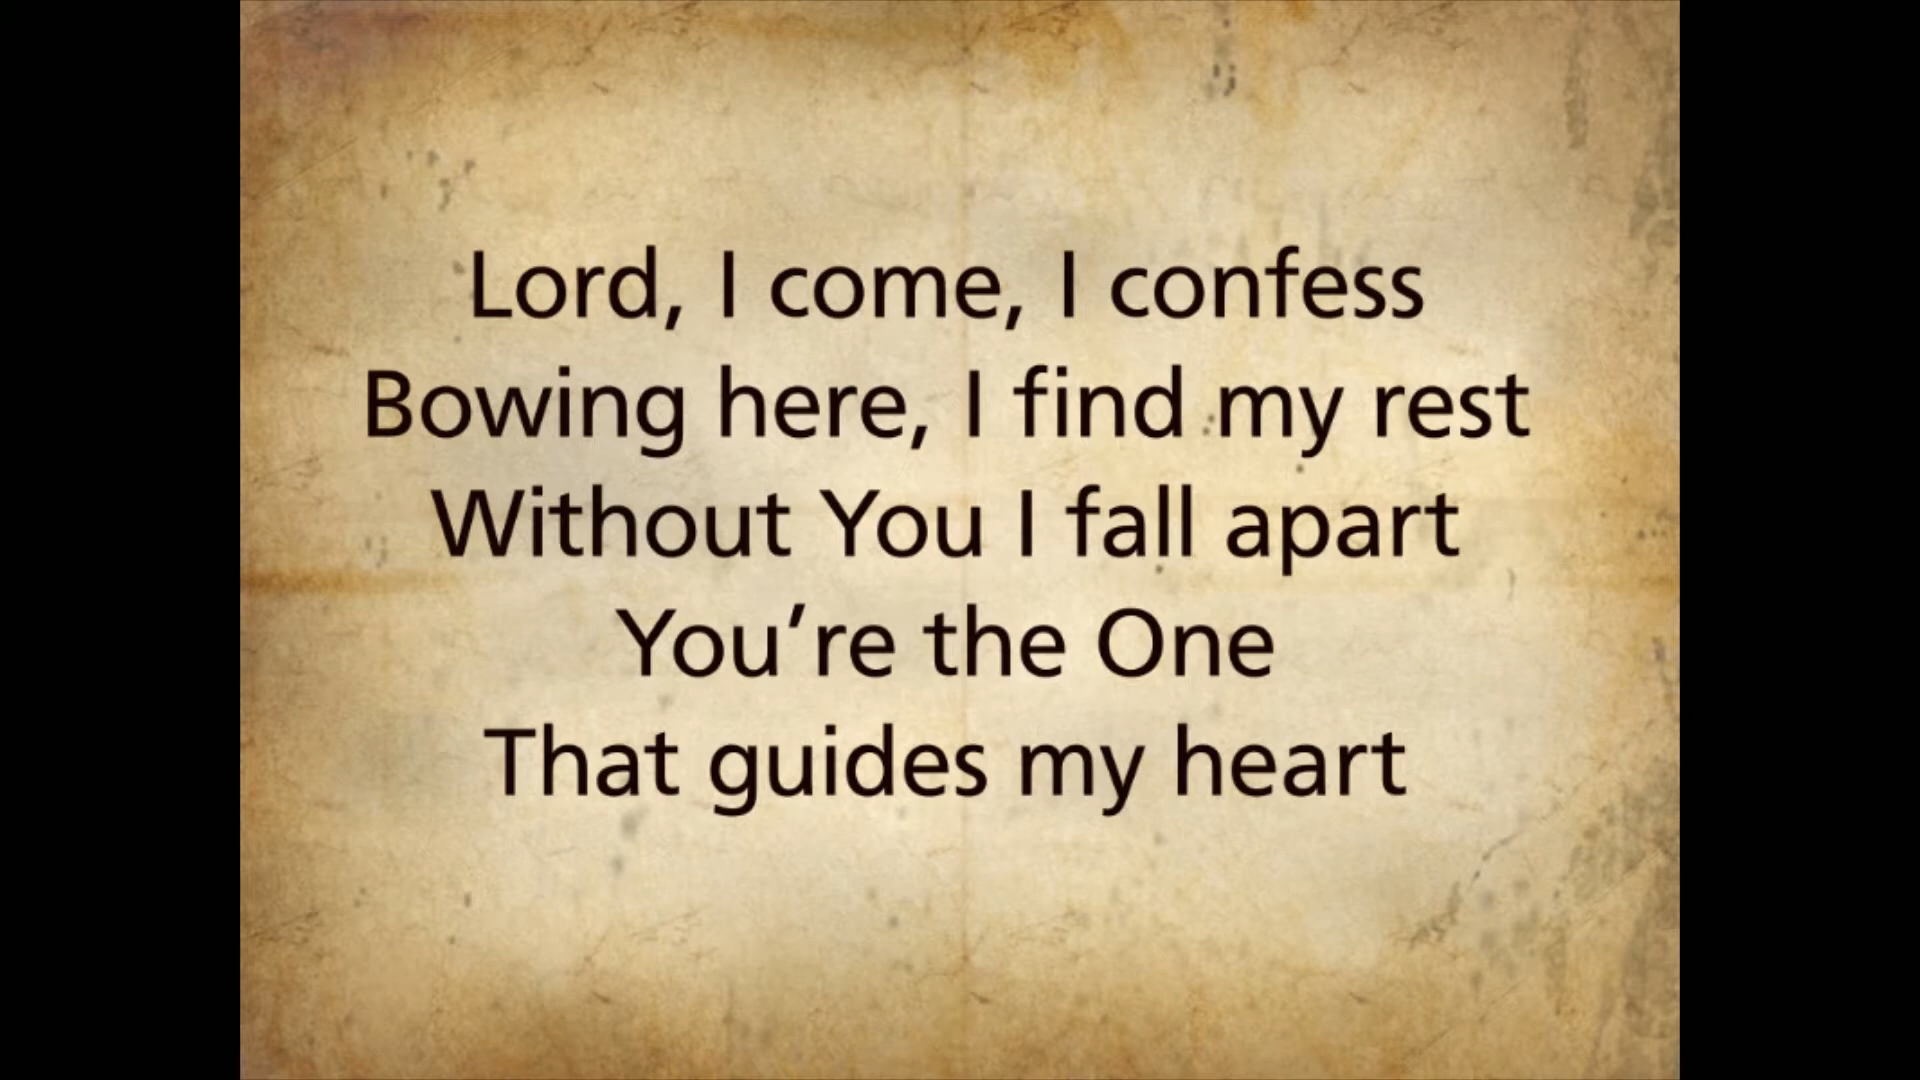 Lord, I come, I confess
Bowing here, I find my rest
Without You I fall apart
You’re the One
That guides my heart